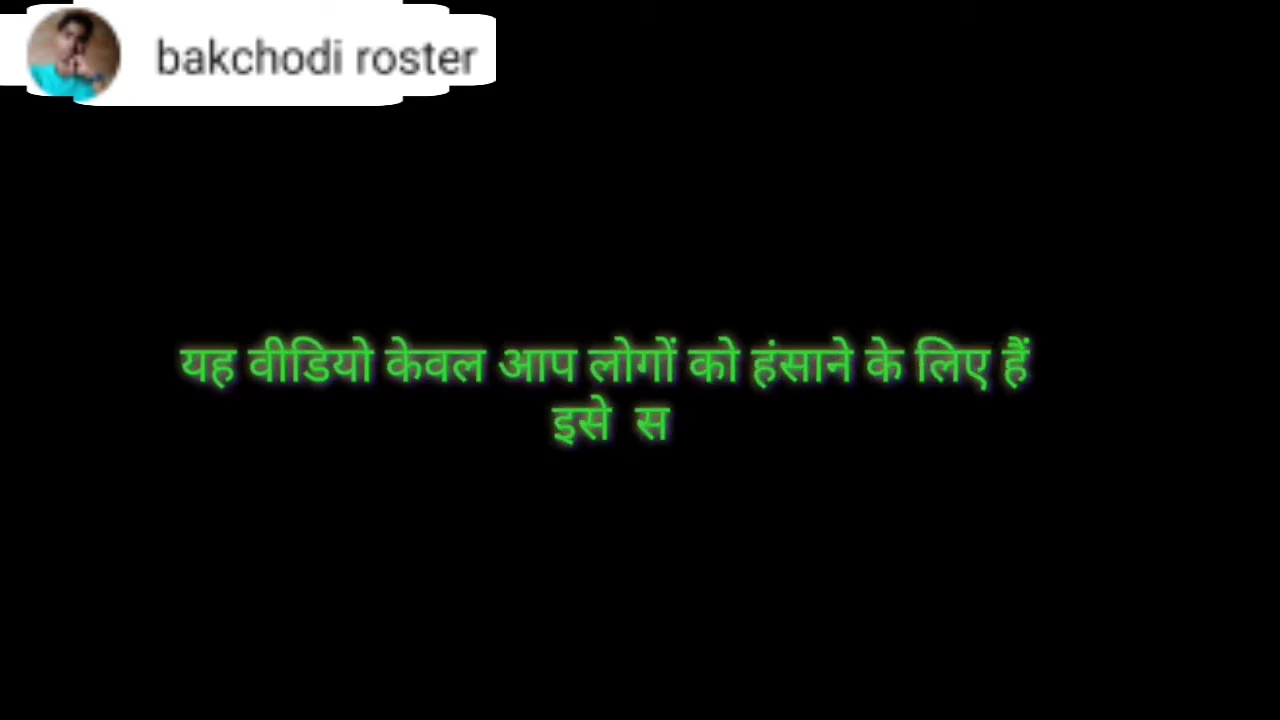 bakchodi roster
यह वीडियो केवल आप लोगों को हंसाने के लिए हैं
इसे स